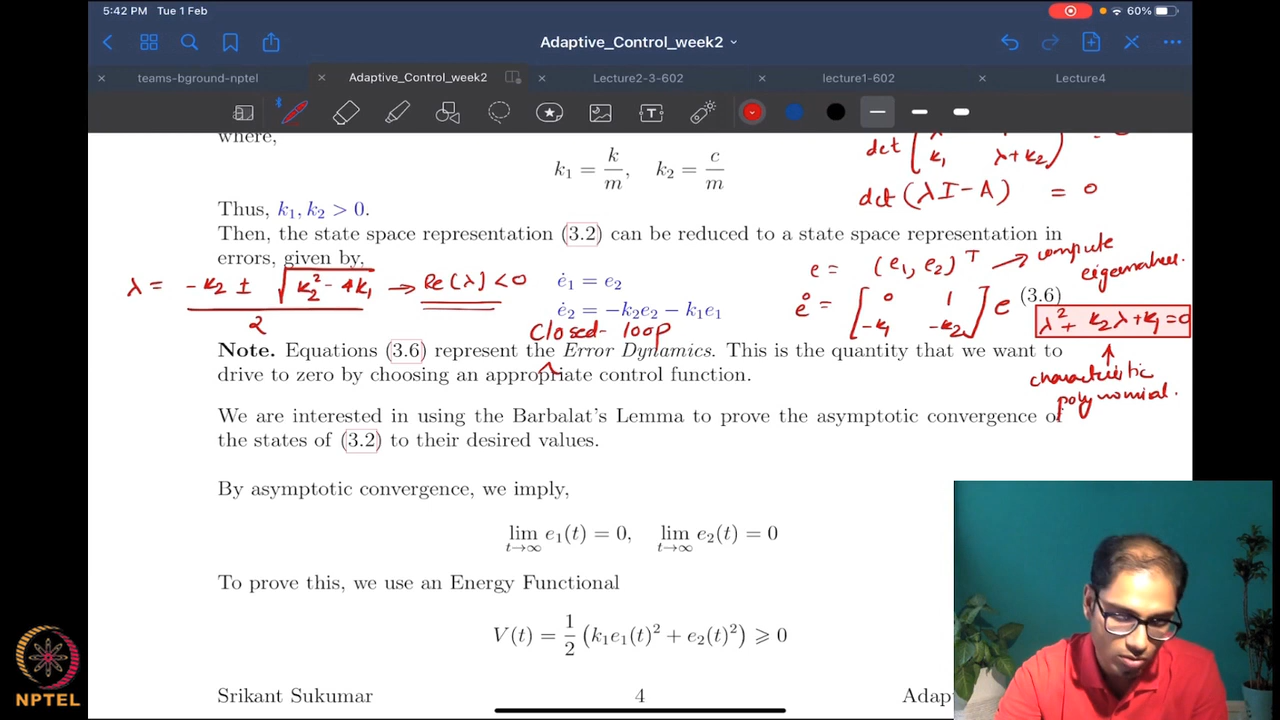 5:42 PM Tue 1 Feb
60%
Adaptive_Control_week2
teams-bground-nptel
Adaptive_Control_week2
Lecture2-3-602
lecture1-602
Lecture4
where,
k₁ = k/m, k₂ = c/m
det
k₁ λ+k₂
det (λI - A) = 0
Thus, k₁, k₂ > 0.
Then, the state space representation (3.2) can be reduced to a state space representation in
errors, given by,
e = (e₁, e₂)ᵀ → compute
eigenvalues.
λ = -k₂ ± √(k₂² - 4k₁) / 2 → Re(λ) < 0
ė₁ = e₂
ė₂ = -k₂e₂ - k₁e₁
ė = [0 1; -k₁ -k₂] e
(3.6)
λ² + k₂λ + k₁ = 0
characteristic
polynomial.
closed-loop
Note. Equations (3.6) represent the Error Dynamics. This is the quantity that we want to
drive to zero by choosing an appropriate control function.
We are interested in using the Barbalat's Lemma to prove the asymptotic convergence of
the states of (3.2) to their desired values.
By asymptotic convergence, we imply,
lim t→∞ e₁(t) = 0, lim t→∞ e₂(t) = 0
To prove this, we use an Energy Functional
V(t) = 1/2 (k₁e₁(t)² + e₂(t)²) ⩾ 0
Srikant Sukumar
4
Adap
NPTEL